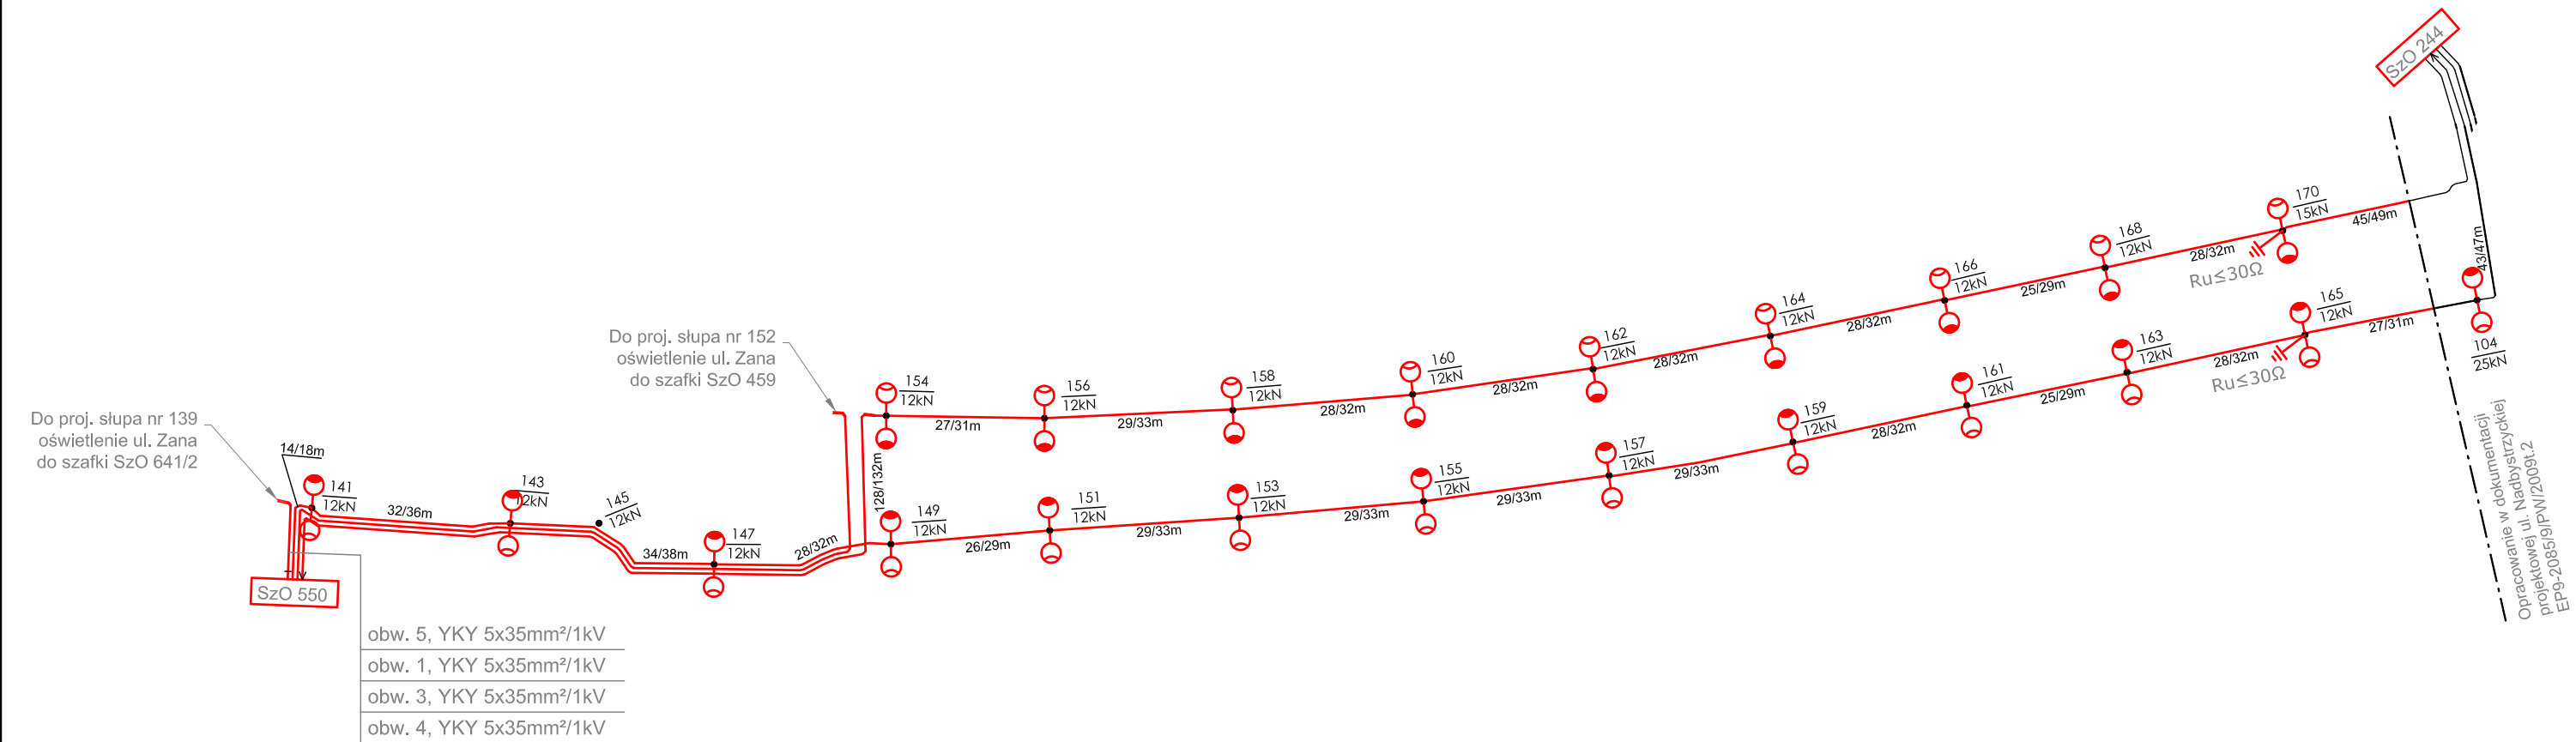 SzO 244
170
15kN
45/49m
168
12kN
28/32m
Ru≤30Ω
43/47m
166
12kN
25/29m
164
12kN
28/32m
162
12kN
28/32m
160
12kN
28/32m
158
12kN
28/32m
156
12kN
29/33m
154
12kN
27/31m
165
12kN
27/31m
104
25kN
163
12kN
28/32m
Ru≤30Ω
161
12kN
25/29m
159
12kN
28/32m
157
12kN
29/33m
155
12kN
29/33m
153
12kN
29/33m
151
12kN
29/33m
149
12kN
26/29m
128/132m
Do proj. słupa nr 152
oświetlenie ul. Zana
do szafki SzO 459
Do proj. słupa nr 139
oświetlenie ul. Zana
do szafki SzO 641/2
14/18m
141
12kN
32/36m
143
12kN
145
12kN
34/38m
147
12kN
28/32m
SzO 550
obw. 5, YKY 5x35mm²/1kV
obw. 1, YKY 5x35mm²/1kV
obw. 3, YKY 5x35mm²/1kV
obw. 4, YKY 5x35mm²/1kV
Opracowanie w dokumentacji
projektowej ul. Nadbystrzyckiej
EP9-2085/9/PW/2009t.2